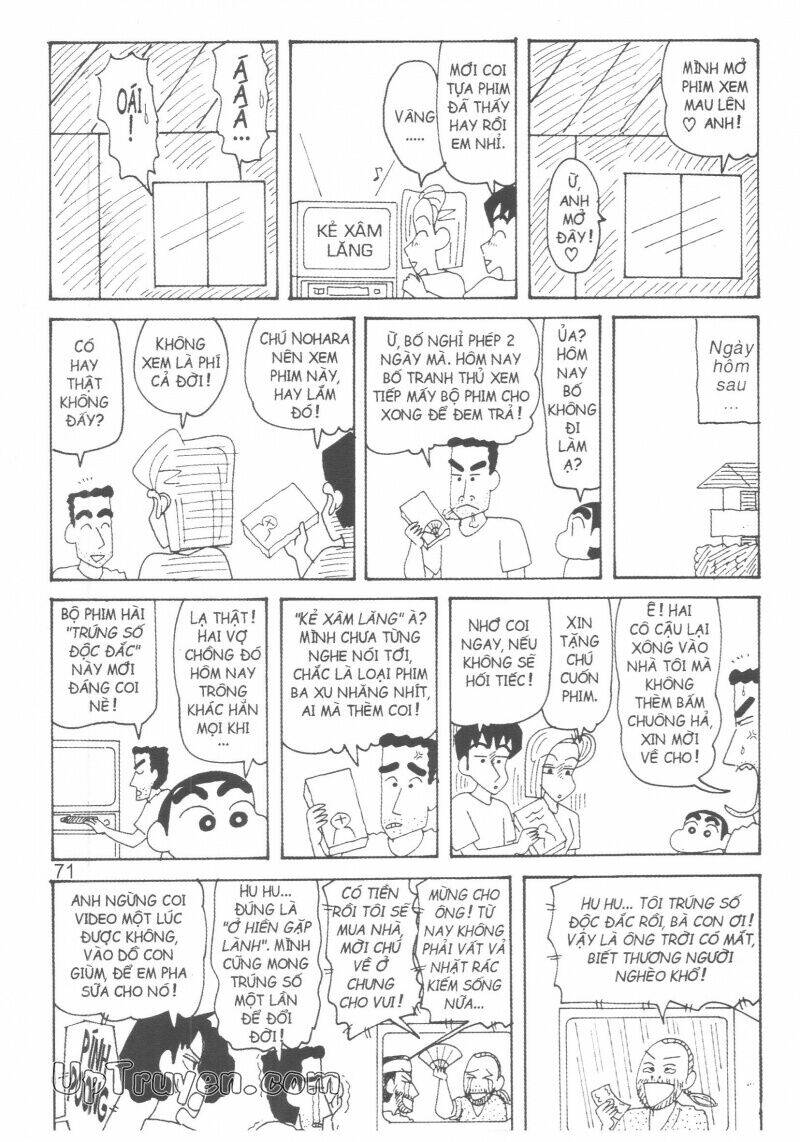 MÌNH MỞ
PHIM XEM
MAU LÊN
♡ ANH!
Ừ,
ANH
MỞ
ĐÂY!
♡
MỚI COI
TỰA PHIM
ĐÃ THẤY
HAY RỒI
EM NHỈ.
VÂNG
.....
KẺ XÂM
LĂNG
Á
Á
Á
...
OÁI
!
Ngày
hôm
sau
...
ỦA?
HÔM
NAY
BỐ
KHÔNG
ĐI
LÀM
Ạ?
Ữ, BỐ NGHỈ PHÉP 2
NGÀY MÀ. HÔM NAY
BỐ TRANH THỦ XEM
TIẾP MẤY BỘ PHIM CHO
XONG ĐỂ ĐEM TRẢ!
CHÚ NOHARA
NÊN XEM
PHIM NÀY,
HAY LẮM
ĐÓ!
KHÔNG
XEM LÀ PHÍ
CẢ ĐỜI!
CÓ
HAY
THẬT
KHÔNG
ĐẤY?
Ê! HAI
CÔ CẬU LẠI
XÔNG VÀO
NHÀ TÔI MÀ
KHÔNG
THÈM BẤM
CHUÔNG HẢ,
XIN MỜI
VỀ CHO!
XIN
TẶNG
CHÚ
CUỐN
PHIM.
NHỚ COI
NGAY, NẾU
KHÔNG SẼ
HỐI TIẾC!
"KẺ XÂM LĂNG" À?
MÌNH CHƯA TỪNG
NGHE NÓI TỚI,
CHẮC LÀ LOẠI PHIM
BA XU NHĂNG NHÍT,
AI MÀ THÈM COI!
LẠ THẬT!
HAI VỢ
CHỒNG ĐÓ
HÔM NAY
TRÔNG
KHÁC HẲN
MỌI KHI
...
BỘ PHIM HÀI
"TRÚNG SỐ
ĐỘC ĐẮC"
NÀY MỚI
ĐÁNG COI
NÈ!
71
HU HU... TÔI TRÚNG SỐ
ĐỘC ĐẮC RỒI, BÀ CON ƠI!
VẬY LÀ ÔNG TRỜI CÓ MẮT,
BIẾT THƯƠNG NGƯỜI
NGHÈO KHỔ!
MỪNG CHO
ÔNG! TỪ
NAY KHÔNG
PHẢI VẤT VẢ
NHẶT RÁC
KIẾM SỐNG
NỮA...
CÓ TIỀN
RỒI TÔI SẼ
MUA NHÀ,
MỜI CHÚ
VỀ Ở
CHUNG
CHO VUI!
HU HU...
ĐÚNG LÀ
"Ở HIỀN GẶP
LÀNH". MÌNH
CŨNG MONG
TRÚNG SỐ
MỘT LẦN
ĐỂ ĐỔI
ĐỜI!
ANH NGỪNG COI
VIDEO MỘT LÚC
ĐƯỢC KHÔNG,
VÀO DỖ CON
GIÙM, ĐỂ EM PHA
SỮA CHO NÓ!
PÍNH
POONG
UpTruyen.com